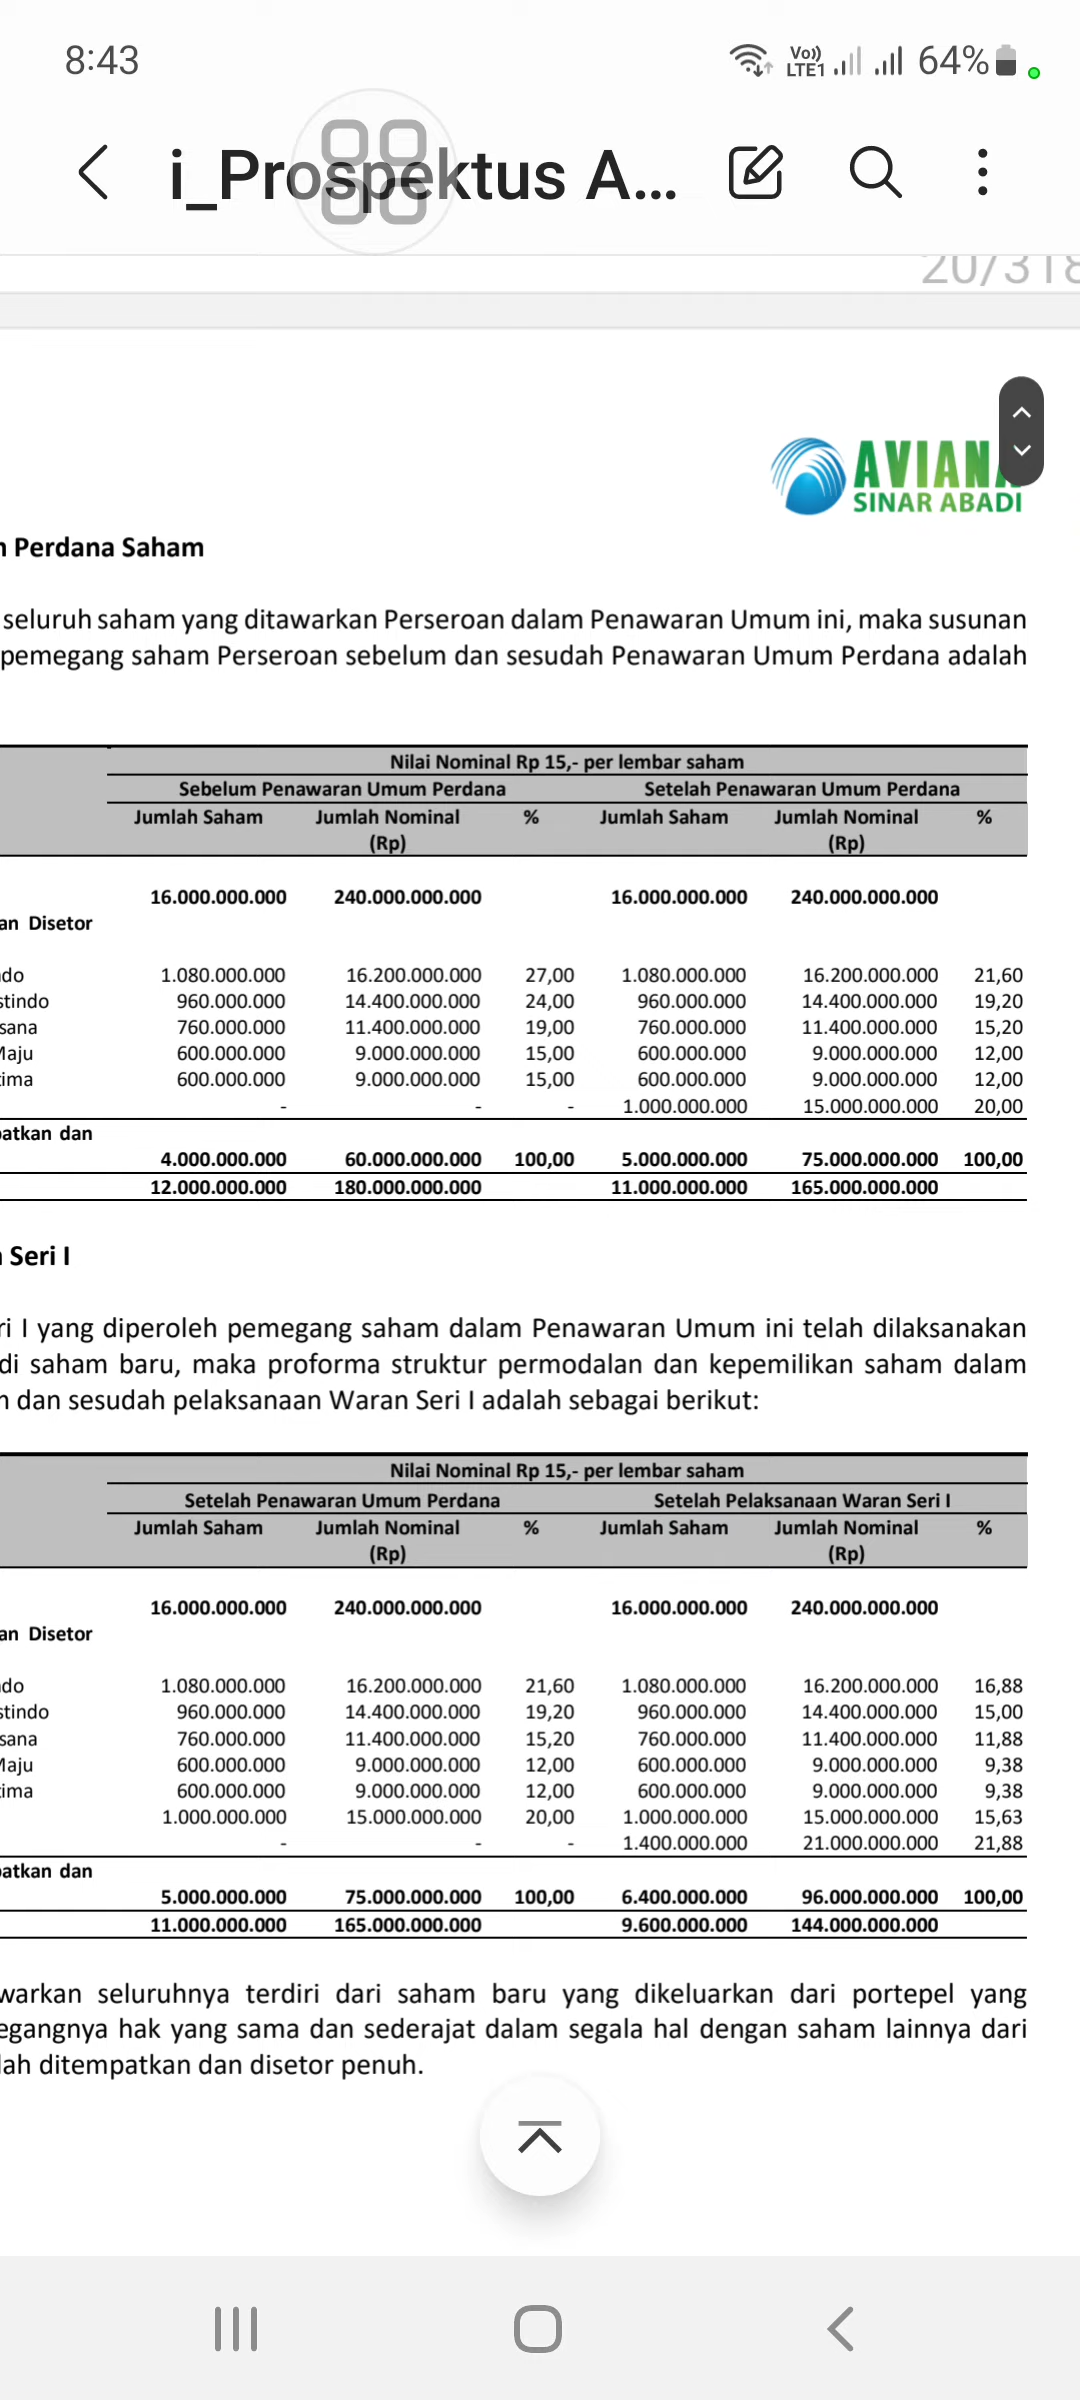 8:43 Vo)) LTE1 64%
i_Prospektus A...
20/318
AVIANA
SINAR ABADI
Perdana Saham
seluruh saham yang ditawarkan Perseroan dalam Penawaran Umum ini, maka susunan
pemegang saham Perseroan sebelum dan sesudah Penawaran Umum Perdana adalah
Nilai Nominal Rp 15,- per lembar saham
Sebelum Penawaran Umum Perdana Setelah Penawaran Umum Perdana
Jumlah Saham Jumlah Nominal % Jumlah Saham Jumlah Nominal %
(Rp) (Rp)
16.000.000.000 240.000.000.000 16.000.000.000 240.000.000.000
an Disetor
do 1.080.000.000 16.200.000.000 27,00 1.080.000.000 16.200.000.000 21,60
stindo 960.000.000 14.400.000.000 24,00 960.000.000 14.400.000.000 19,20
sana 760.000.000 11.400.000.000 19,00 760.000.000 11.400.000.000 15,20
Maju 600.000.000 9.000.000.000 15,00 600.000.000 9.000.000.000 12,00
tima 600.000.000 9.000.000.000 15,00 600.000.000 9.000.000.000 12,00
- - - 1.000.000.000 15.000.000.000 20,00
patkan dan
4.000.000.000 60.000.000.000 100,00 5.000.000.000 75.000.000.000 100,00
12.000.000.000 180.000.000.000 11.000.000.000 165.000.000.000
Seri I
ri I yang diperoleh pemegang saham dalam Penawaran Umum ini telah dilaksanakan
di saham baru, maka proforma struktur permodalan dan kepemilikan saham dalam
n dan sesudah pelaksanaan Waran Seri I adalah sebagai berikut:
Nilai Nominal Rp 15,- per lembar saham
Setelah Penawaran Umum Perdana Setelah Pelaksanaan Waran Seri I
Jumlah Saham Jumlah Nominal % Jumlah Saham Jumlah Nominal %
(Rp) (Rp)
16.000.000.000 240.000.000.000 16.000.000.000 240.000.000.000
an Disetor
do 1.080.000.000 16.200.000.000 21,60 1.080.000.000 16.200.000.000 16,88
stindo 960.000.000 14.400.000.000 19,20 960.000.000 14.400.000.000 15,00
sana 760.000.000 11.400.000.000 15,20 760.000.000 11.400.000.000 11,88
Maju 600.000.000 9.000.000.000 12,00 600.000.000 9.000.000.000 9,38
tima 600.000.000 9.000.000.000 12,00 600.000.000 9.000.000.000 9,38
1.000.000.000 15.000.000.000 20,00 1.000.000.000 15.000.000.000 15,63
- - - 1.400.000.000 21.000.000.000 21,88
patkan dan
5.000.000.000 75.000.000.000 100,00 6.400.000.000 96.000.000.000 100,00
11.000.000.000 165.000.000.000 9.600.000.000 144.000.000.000
warkan seluruhnya terdiri dari saham baru yang dikeluarkan dari portepel yang
egangnya hak yang sama dan sederajat dalam segala hal dengan saham lainnya dari
lah ditempatkan dan disetor penuh.